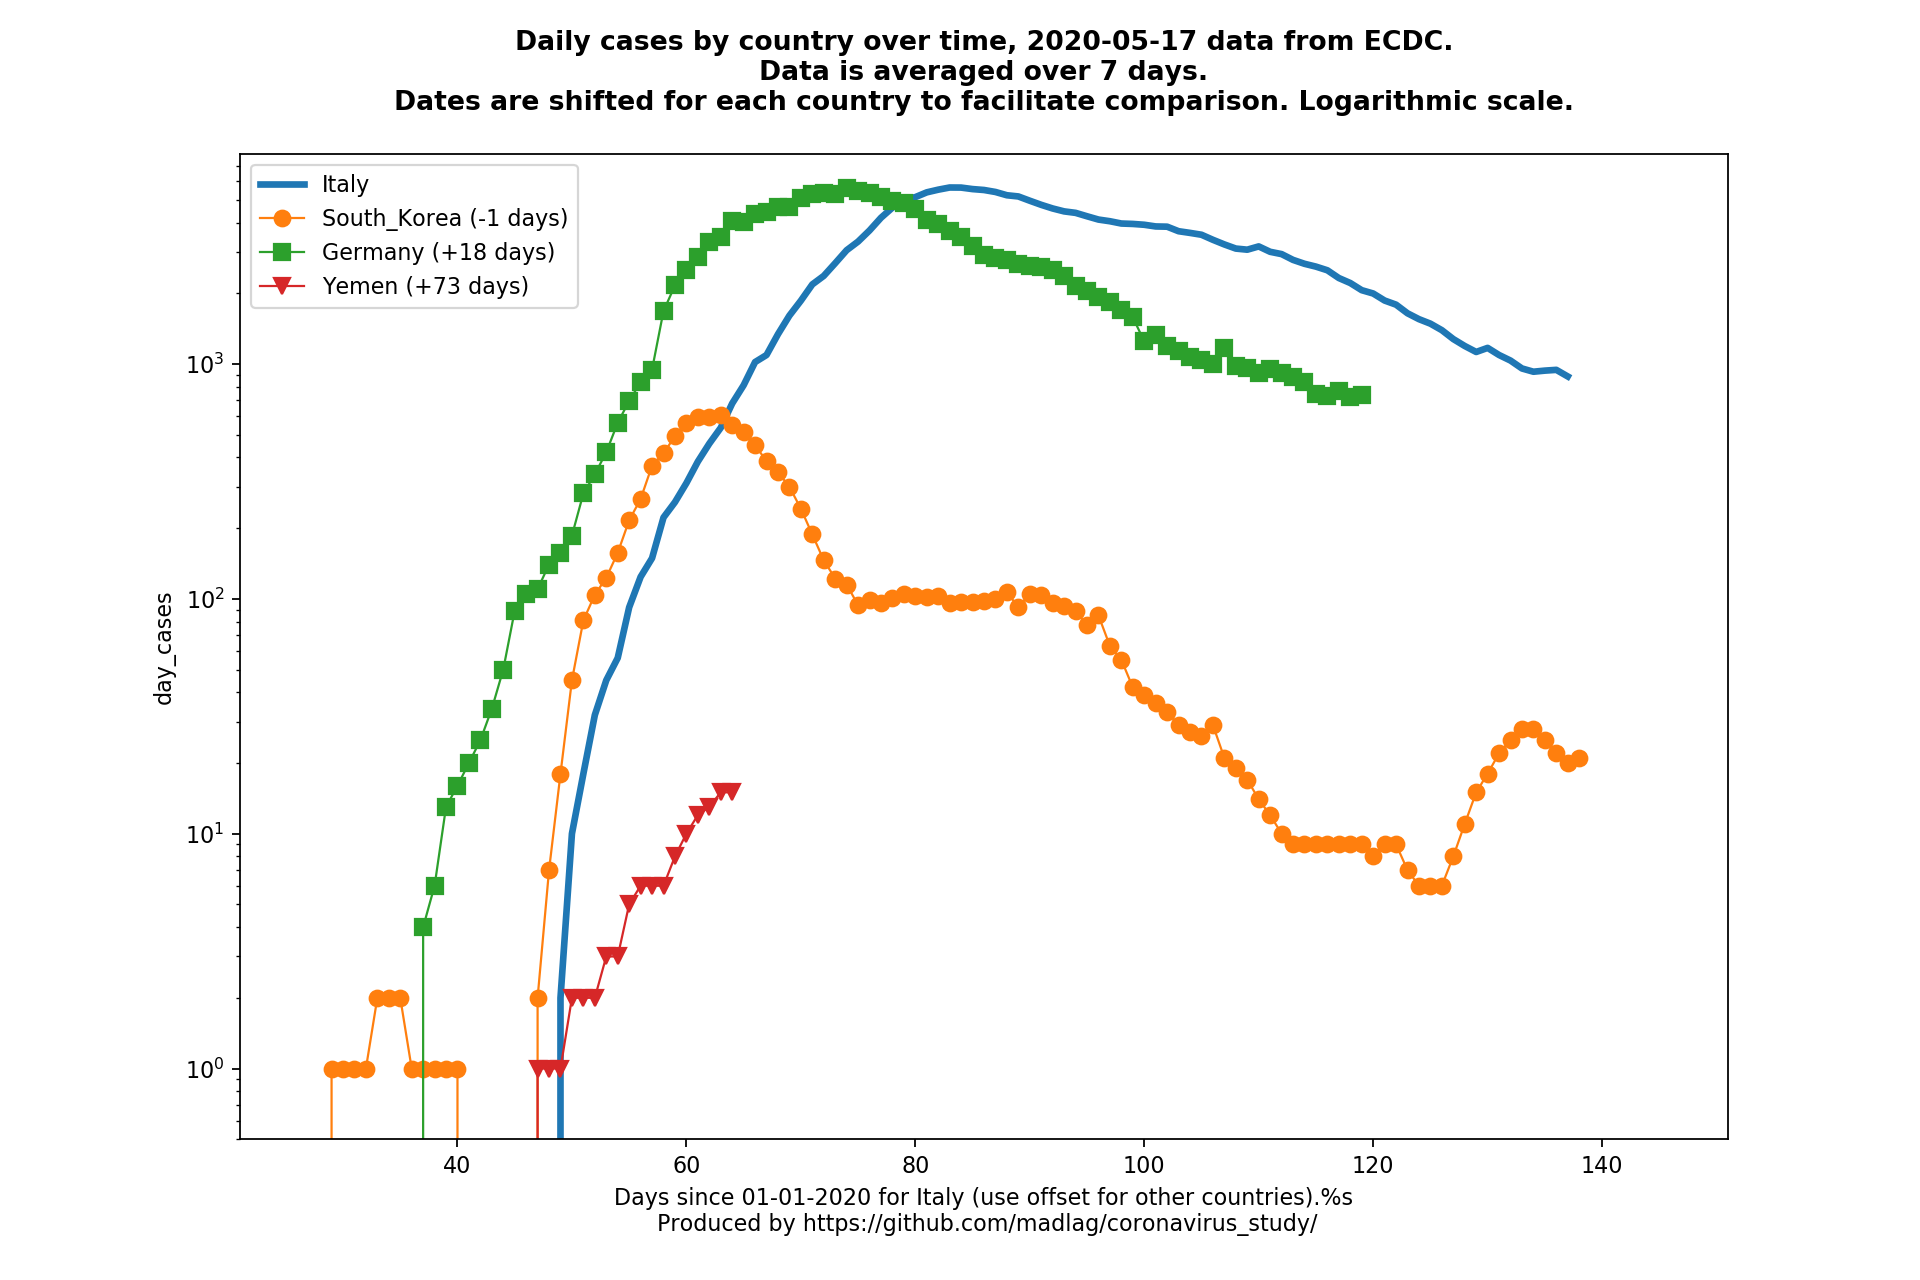 Daily cases by country over time, 2020-05-17 data from ECDC.
Data is averaged over 7 days.
Dates are shifted for each country to facilitate comparison. Logarithmic scale.
Italy
South_Korea (-1 days)
Germany (+18 days)
Yemen (+73 days)
day_cases
10³
10²
10¹
10⁰
40 60 80 100 120 140
Days since 01-01-2020 for Italy (use offset for other countries).%s
Produced by https://github.com/madlag/coronavirus_study/